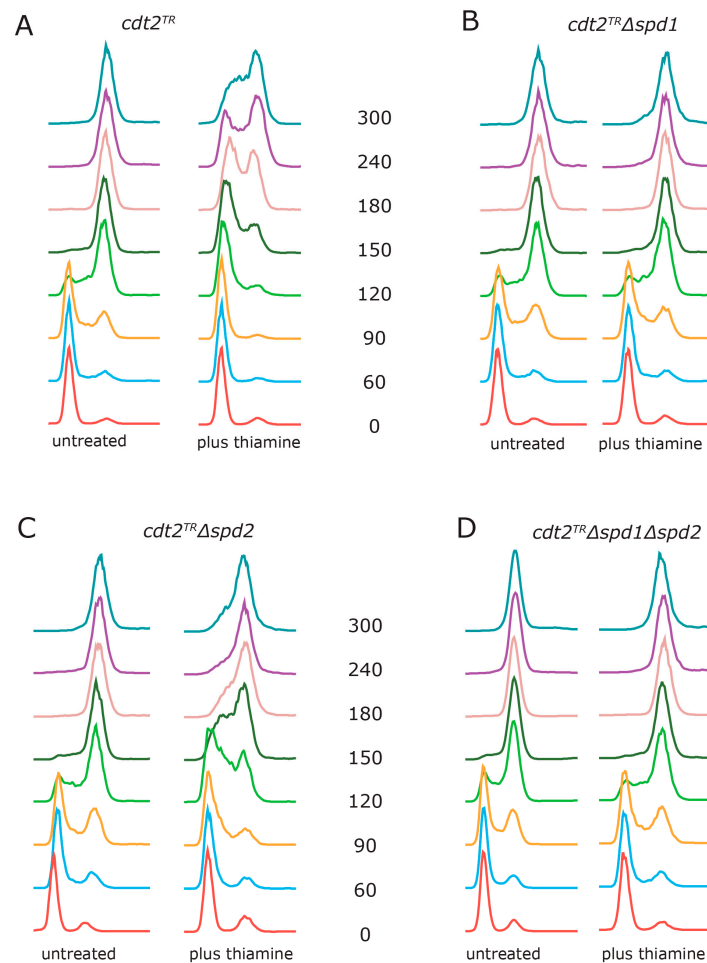 A
cdt2TR
B
cdt2TRΔspd1
300
240
180
150
120
90
60
0
untreated
plus thiamine
untreated
plus thiamine
C
cdt2TRΔspd2
D
cdt2TRΔspd1Δspd2
300
240
180
150
120
90
60
0
untreated
plus thiamine
untreated
plus thiamine